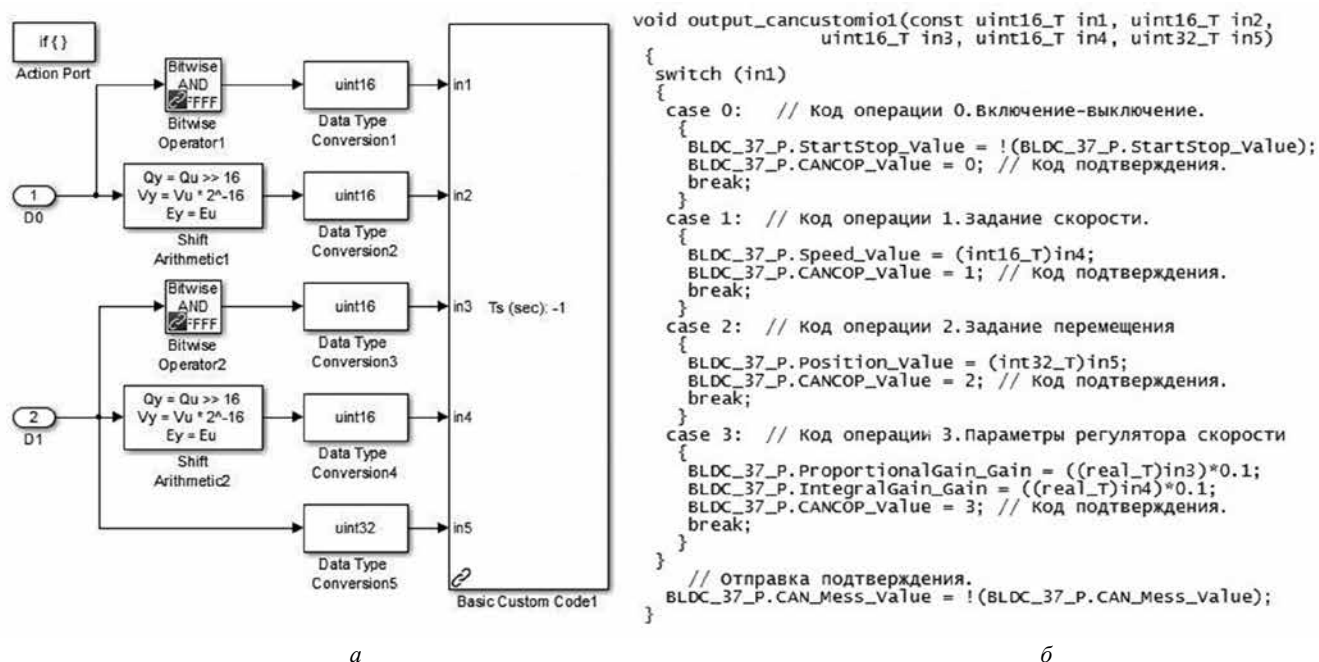 if { }
Action Port
Bitwise
AND
FFFF
Bitwise
Operator1
uint16
Data Type
Conversion1
in1
1
D0
Qy = Qu >> 16
Vy = Vu * 2^-16
Ey = Eu
Shift
Arithmetic1
uint16
Data Type
Conversion2
in2
Bitwise
AND
FFFF
Bitwise
Operator2
uint16
Data Type
Conversion3
in3
Ts (sec): -1
2
D1
Qy = Qu >> 16
Vy = Vu * 2^-16
Ey = Eu
Shift
Arithmetic2
uint16
Data Type
Conversion4
in4
uint32
Data Type
Conversion5
in5
Basic Custom Code1
а
void output_cancustomio1(const uint16_T in1, uint16_T in2,
uint16_T in3, uint16_T in4, uint32_T in5)
{
switch (in1)
{
case 0: // Код операции 0.Включение-выключение.
{
BLDC_37_P.StartStop_Value = !(BLDC_37_P.StartStop_Value);
BLDC_37_P.CANCOP_Value = 0; // Код подтверждения.
break;
}
case 1: // Код операции 1.Задание скорости.
{
BLDC_37_P.Speed_Value = (int16_T)in4;
BLDC_37_P.CANCOP_Value = 1; // Код подтверждения.
break;
}
case 2: // Код операции 2.Задание перемещения
{
BLDC_37_P.Position_Value = (int32_T)in5;
BLDC_37_P.CANCOP_Value = 2; // Код подтверждения.
break;
}
case 3: // Код операции 3.Параметры регулятора скорости
{
BLDC_37_P.ProportionalGain_Gain = ((real_T)in3)*0.1;
BLDC_37_P.IntegralGain_Gain = ((real_T)in4)*0.1;
BLDC_37_P.CANCOP_Value = 3; // Код подтверждения.
break;
}
}
// Отправка подтверждения.
BLDC_37_P.CAN_Mess_Value = !(BLDC_37_P.CAN_Mess_Value);
}
б